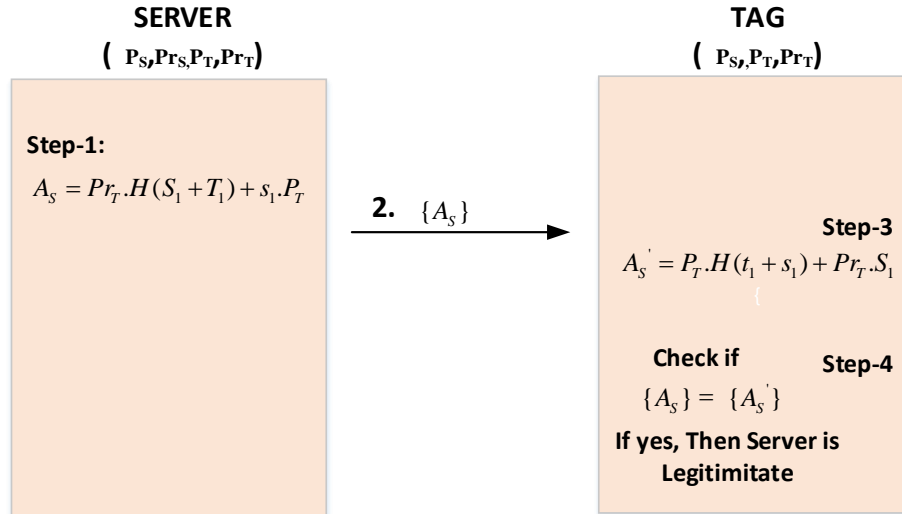 SERVER
( P_S,Pr_S,P_T,Pr_T)
Step-1:
A_S = Pr_T.H(S_1 + T_1) + s_1.P_T
2. {A_S}
TAG
( P_S,,P_T,Pr_T)
Step-3
A_S' = P_T.H(t_1 + s_1) + Pr_T.S_1
{
Check if Step-4
{A_S} = {A_S'}
If yes, Then Server is
Legitimitate